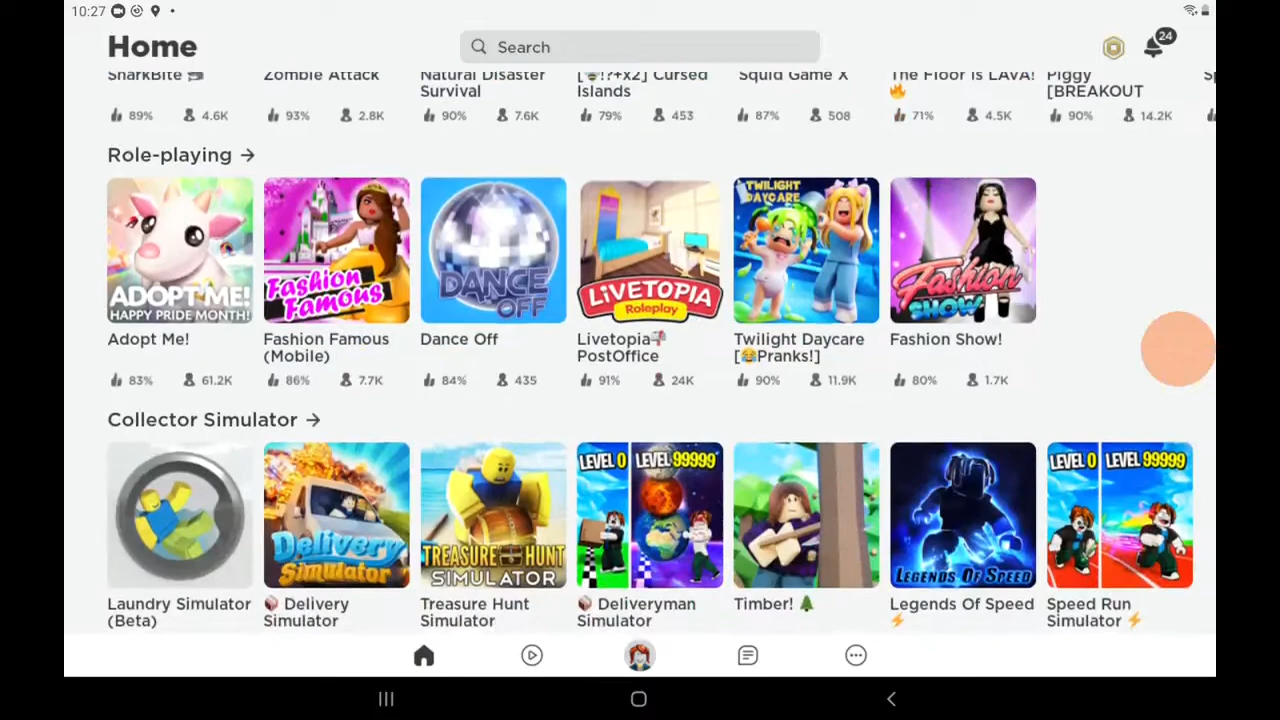 10:27
Home
Search
24
SharkBite
Zombie Attack
Natural Disaster
Survival
[🐝!?+x2] Cursed
Islands
Squid Game X
The Floor Is LAVA!
🔥
Piggy
[BREAKOUT
89% 4.6K
93% 2.8K
90% 7.6K
79% 453
87% 508
71% 4.5K
90% 14.2K
Role-playing →
ADOPT ME!
HAPPY PRIDE MONTH!
Fashion
Famous
DANCE
OFF
LIVETOPIA
Roleplay
TWILIGHT
DAYCARE
Fashion
SHOW
Adopt Me!
Fashion Famous
(Mobile)
Dance Off
Livetopia📬
PostOffice
Twilight Daycare
[😂Pranks!]
Fashion Show!
83% 61.2K
86% 7.7K
84% 435
91% 24K
90% 11.9K
80% 1.7K
Collector Simulator →
Delivery
Simulator
TREASURE HUNT
SIMULATOR
LEVEL 0 LEVEL 99999
LEGENDS OF SPEED
LEVEL 0 LEVEL 99999
Laundry Simulator
(Beta)
📦 Delivery
Simulator
Treasure Hunt
Simulator
📦 Deliveryman
Simulator
Timber! 🌲
Legends Of Speed
⚡
Speed Run
Simulator ⚡